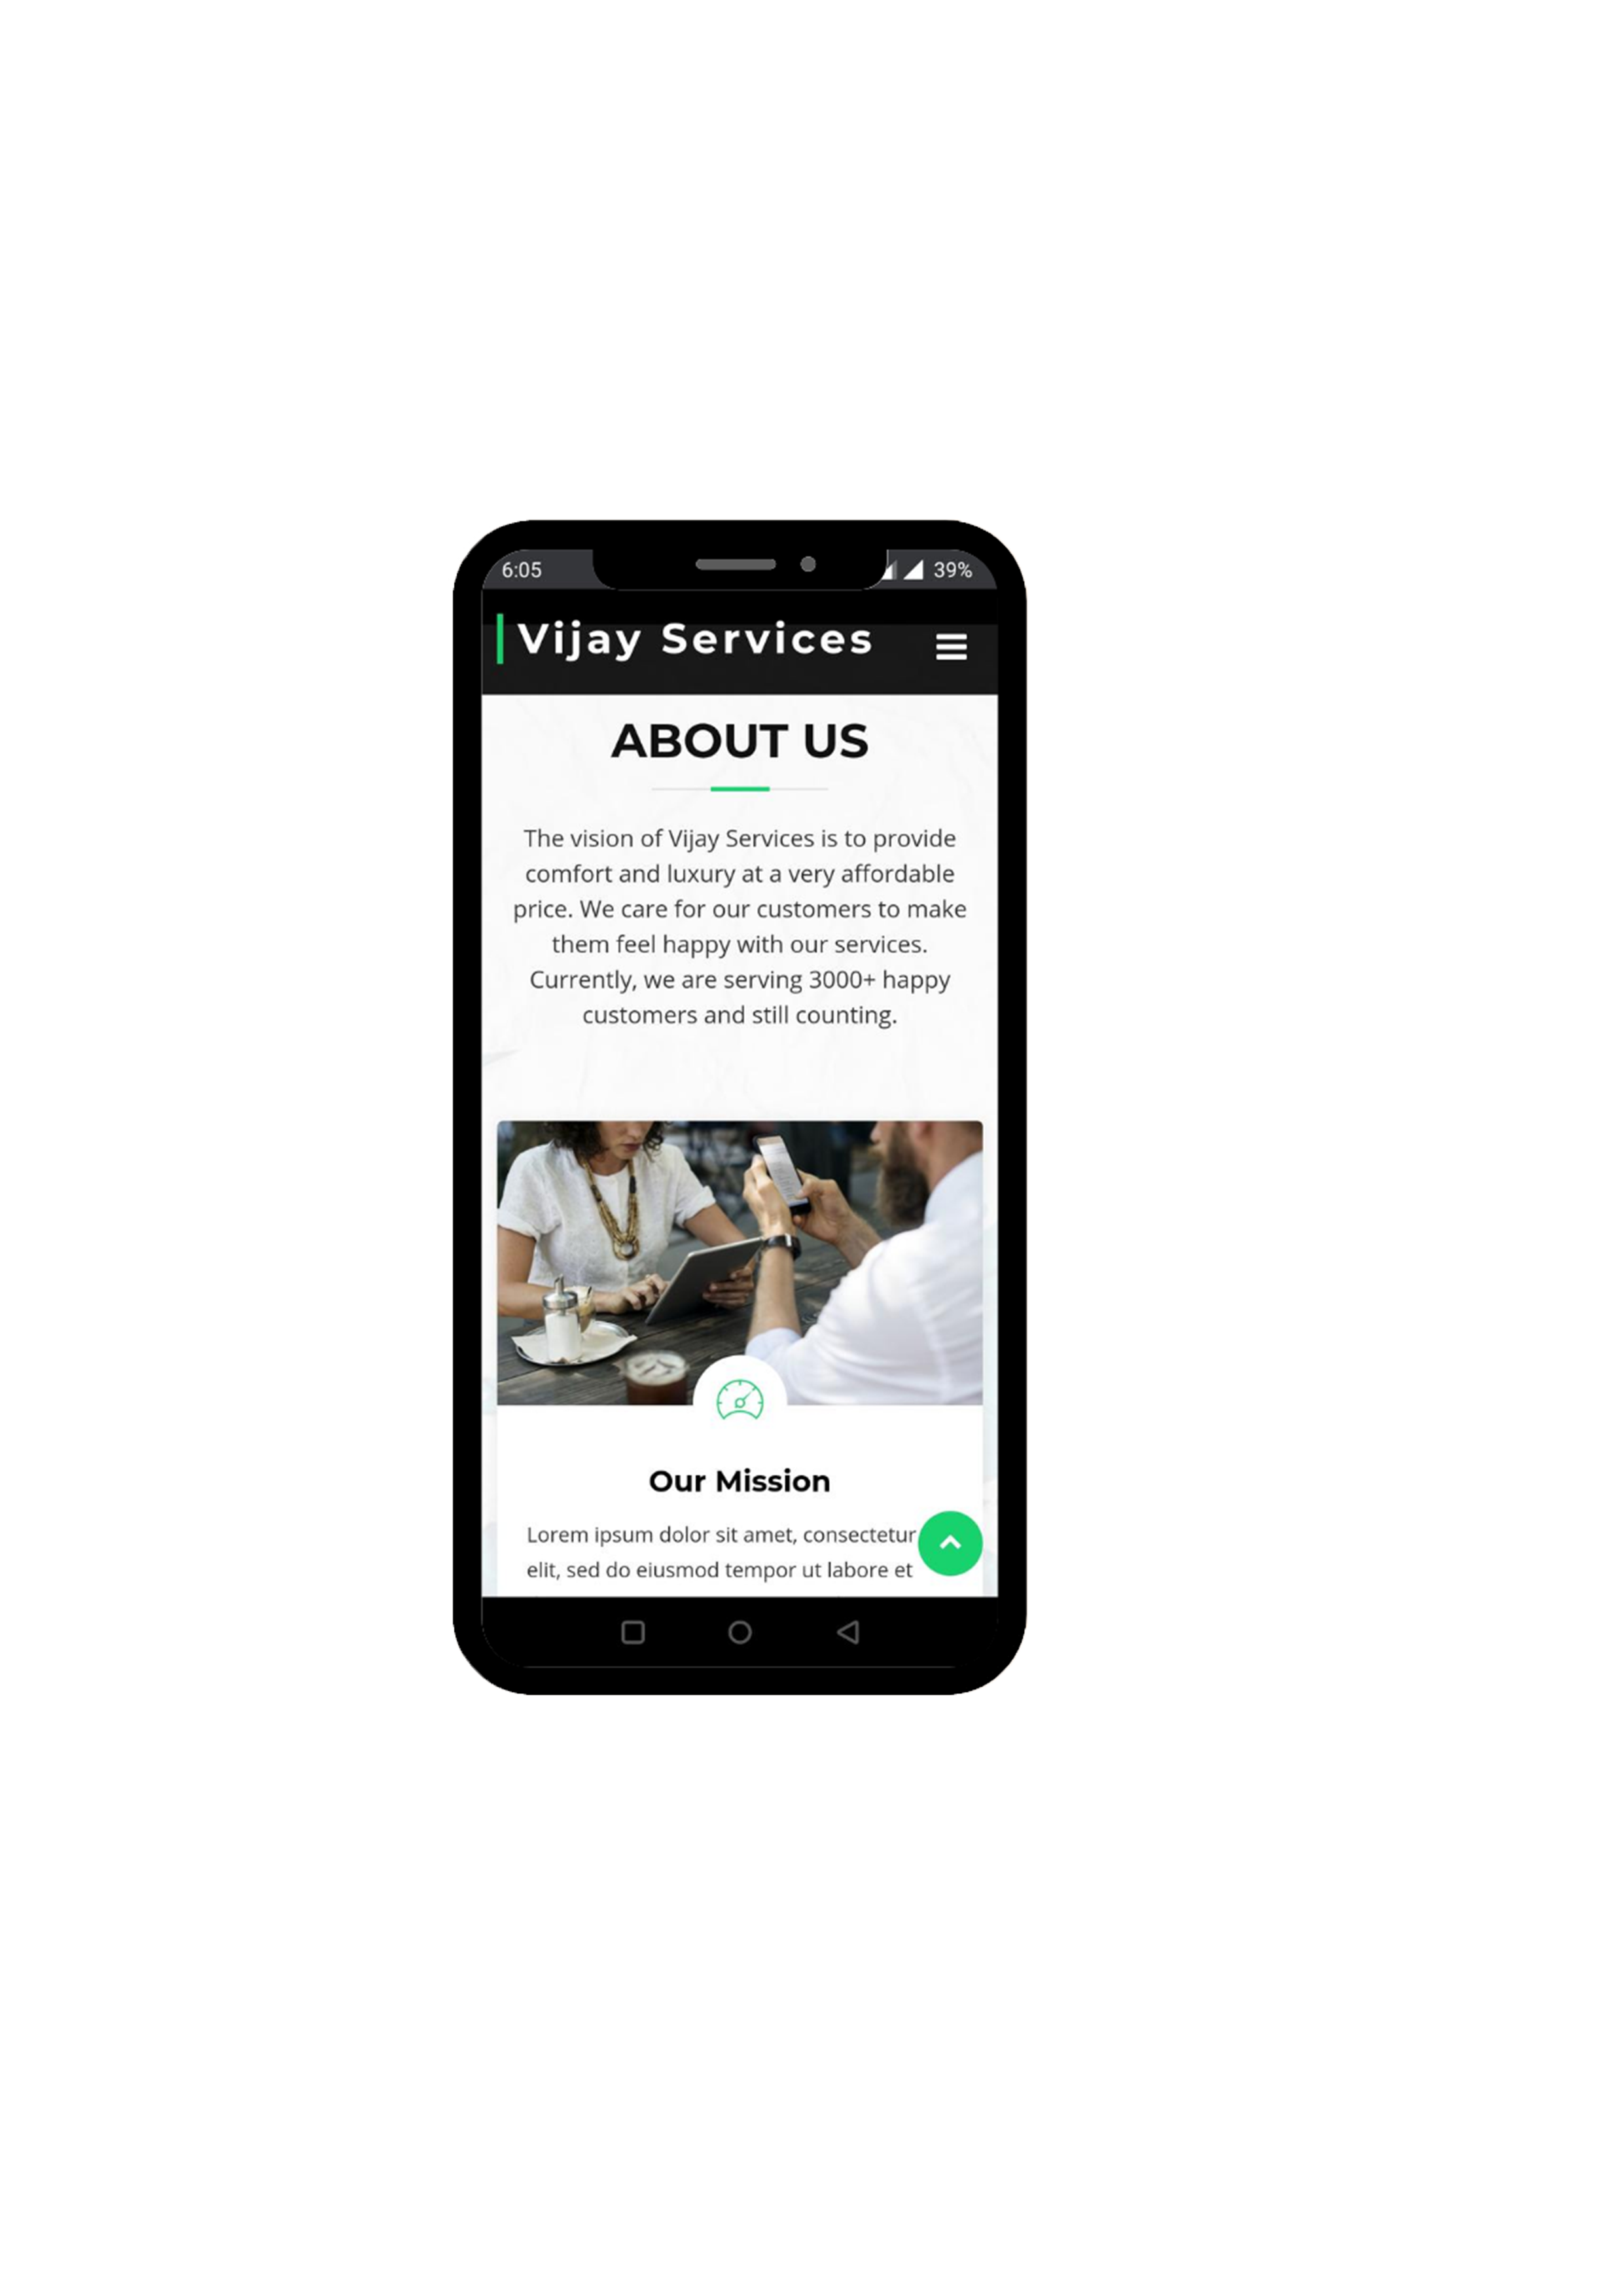 6:05 39%
Vijay Services
ABOUT US
The vision of Vijay Services is to provide
comfort and luxury at a very affordable
price. We care for our customers to make
them feel happy with our services.
Currently, we are serving 3000+ happy
customers and still counting.
Our Mission
Lorem ipsum dolor sit amet, consectetur
elit, sed do eiusmod tempor ut labore et